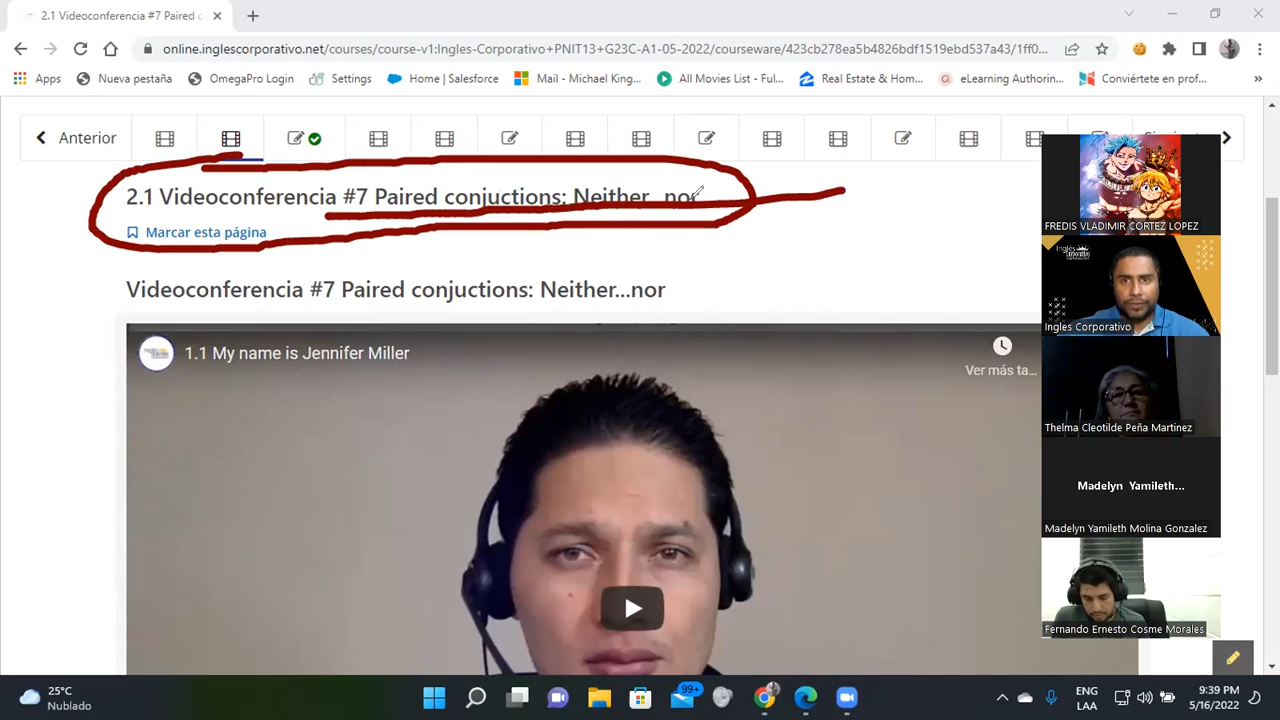 2.1 Videoconferencia #7 Paired c
online.inglescorporativo.net/courses/course-v1:Ingles-Corporativo+PNIT13+G23C-A1-05-2022/courseware/423cb278ea5b4826bdf1519ebd537a43/1ff0...
Apps
Nueva pestaña
OmegaPro Login
Settings
Home | Salesforce
Mail - Michael King...
All Movies List - Ful...
Real Estate & Hom...
eLearning Authorin...
Conviértete en prof...
»
Anterior
2.1 Videoconferencia #7 Paired conjuctions: Neither...nor
Marcar esta página
Videoconferencia #7 Paired conjuctions: Neither...nor
1.1 My name is Jennifer Miller
Ver más ta...
FREDIS VLADIMIR CORTEZ LOPEZ
Inglés Corporativo
Ingles Corporativo
Thelma Cleotilde Peña Martinez
Madelyn Yamileth...
Madelyn Yamileth Molina Gonzalez
Fernando Ernesto Cosme Morales
25°C
Nublado
99+
ENG
LAA
9:39 PM
5/16/2022